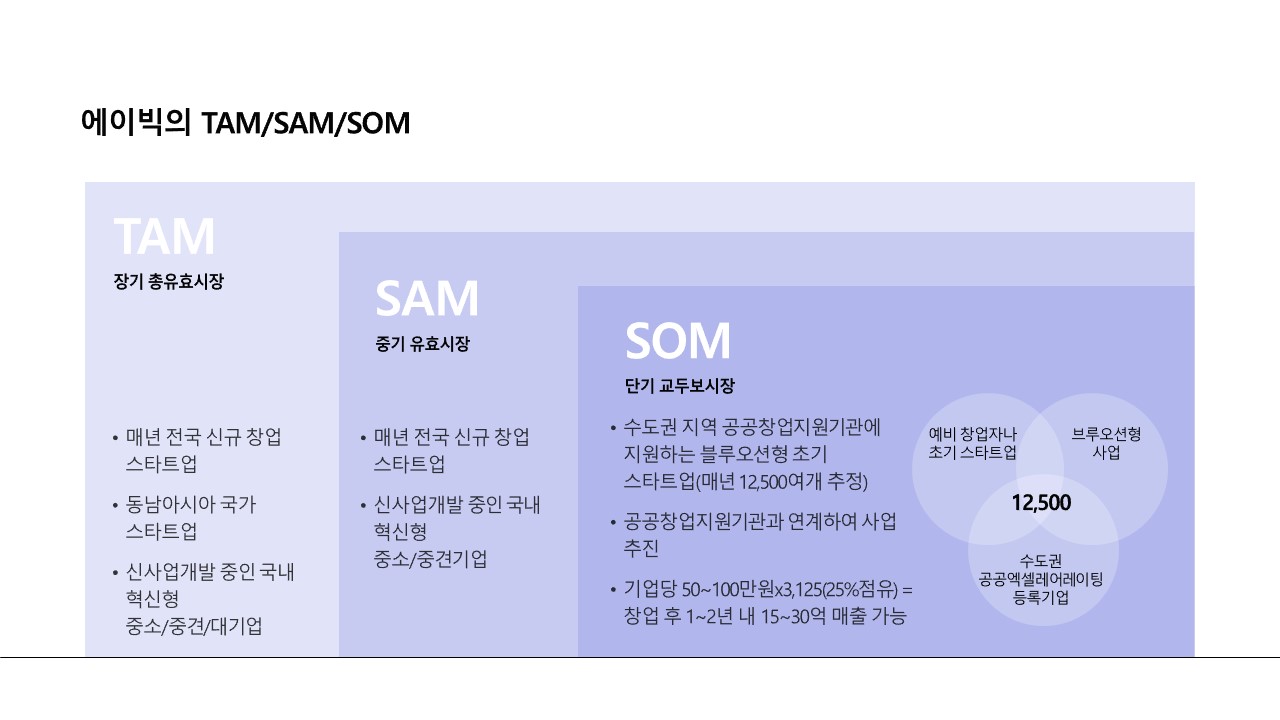 에이빅의 TAM/SAM/SOM
TAM
장기 총유효시장
• 매년 전국 신규 창업
스타트업
• 동남아시아 국가
스타트업
• 신사업개발 중인 국내
혁신형
중소/중견/대기업
SAM
중기 유효시장
• 매년 전국 신규 창업
스타트업
• 신사업개발 중인 국내
혁신형
중소/중견기업
SOM
단기 교두보시장
• 수도권 지역 공공창업지원기관에
지원하는 블루오션형 초기
스타트업(매년 12,500여개 추정)
• 공공창업지원기관과 연계하여 사업
추진
• 기업당 50~100만원x3,125(25%점유) =
창업 후 1~2년 내 15~30억 매출 가능
예비 창업자나
초기 스타트업
브루오션형
사업
12,500
수도권
공공엑셀레어레이팅
등록기업